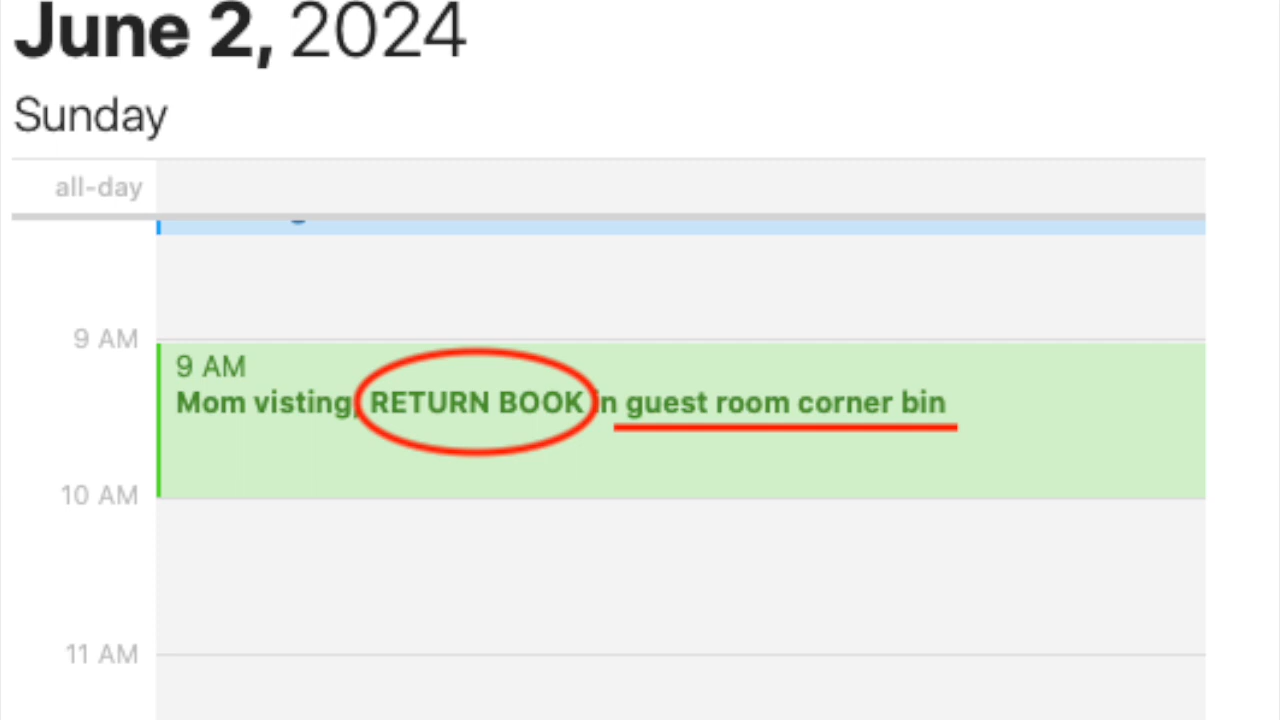 June 2, 2024
Sunday
all-day
9 AM
9 AM
Mom visting, RETURN BOOK in guest room corner bin
10 AM
11 AM